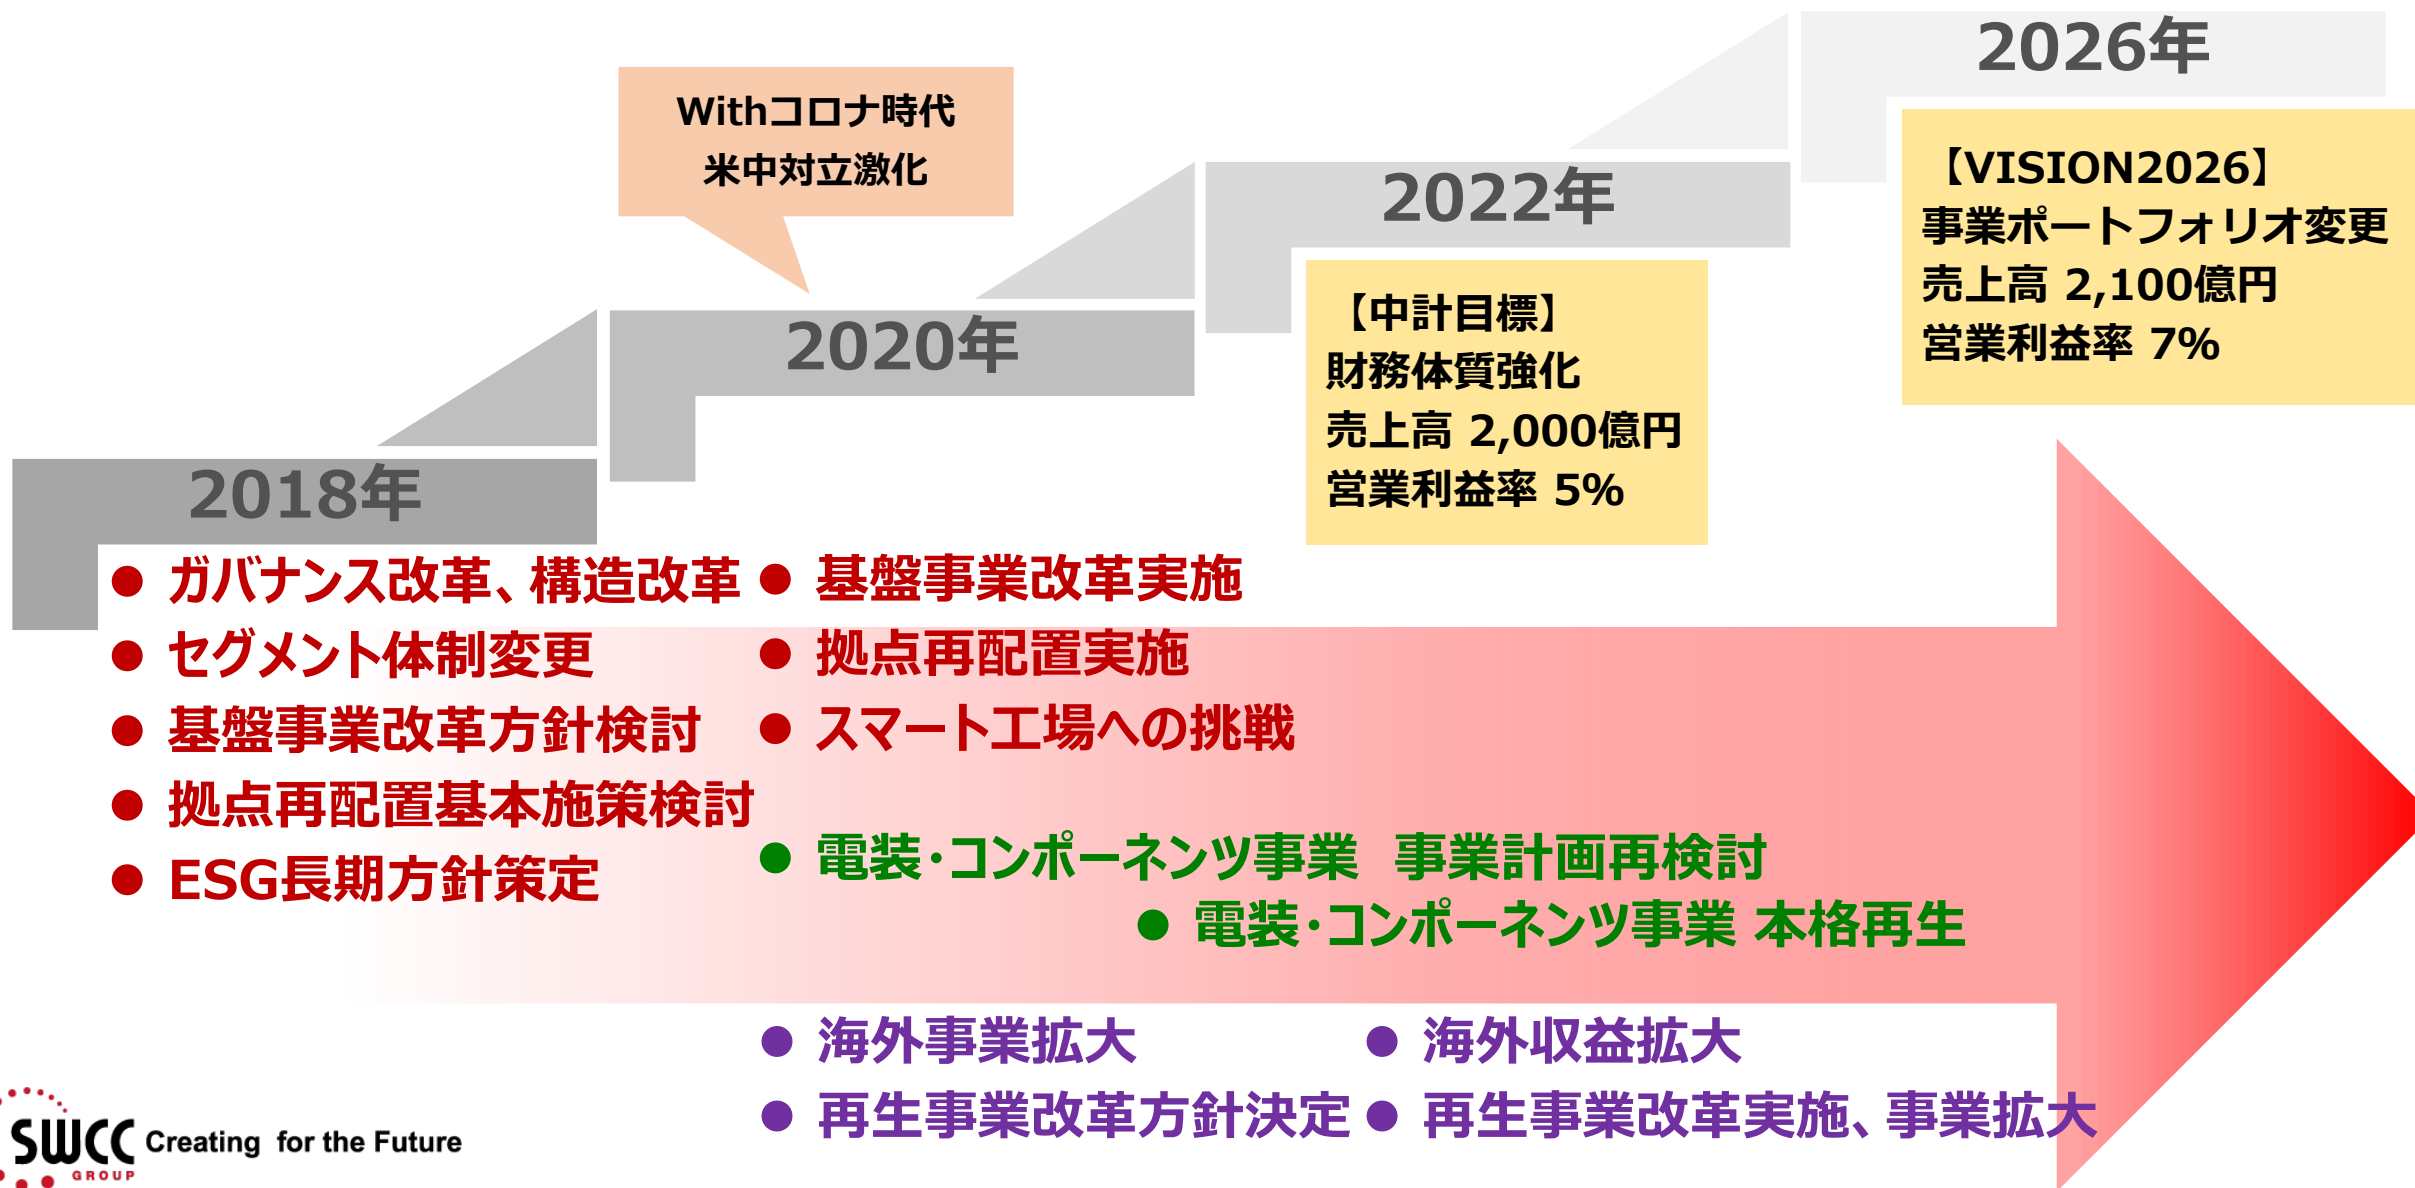 2026年
Withコロナ時代
米中対立激化
【VISION2026】
事業ポートフォリオ変更
売上高 2,100億円
営業利益率 7%
2022年
【中計目標】
財務体質強化
売上高 2,000億円
営業利益率 5%
2020年
2018年
● ガバナンス改革、構造改革
● セグメント体制変更
● 基盤事業改革方針検討
● 拠点再配置基本施策検討
● ESG長期方針策定
● 基盤事業改革実施
● 拠点再配置実施
● スマート工場への挑戦
● 電装・コンポーネンツ事業　事業計画再検討
● 電装・コンポーネンツ事業 本格再生
● 海外事業拡大
● 再生事業改革方針決定
● 海外収益拡大
● 再生事業改革実施、事業拡大
SWCC
GROUP
Creating for the Future